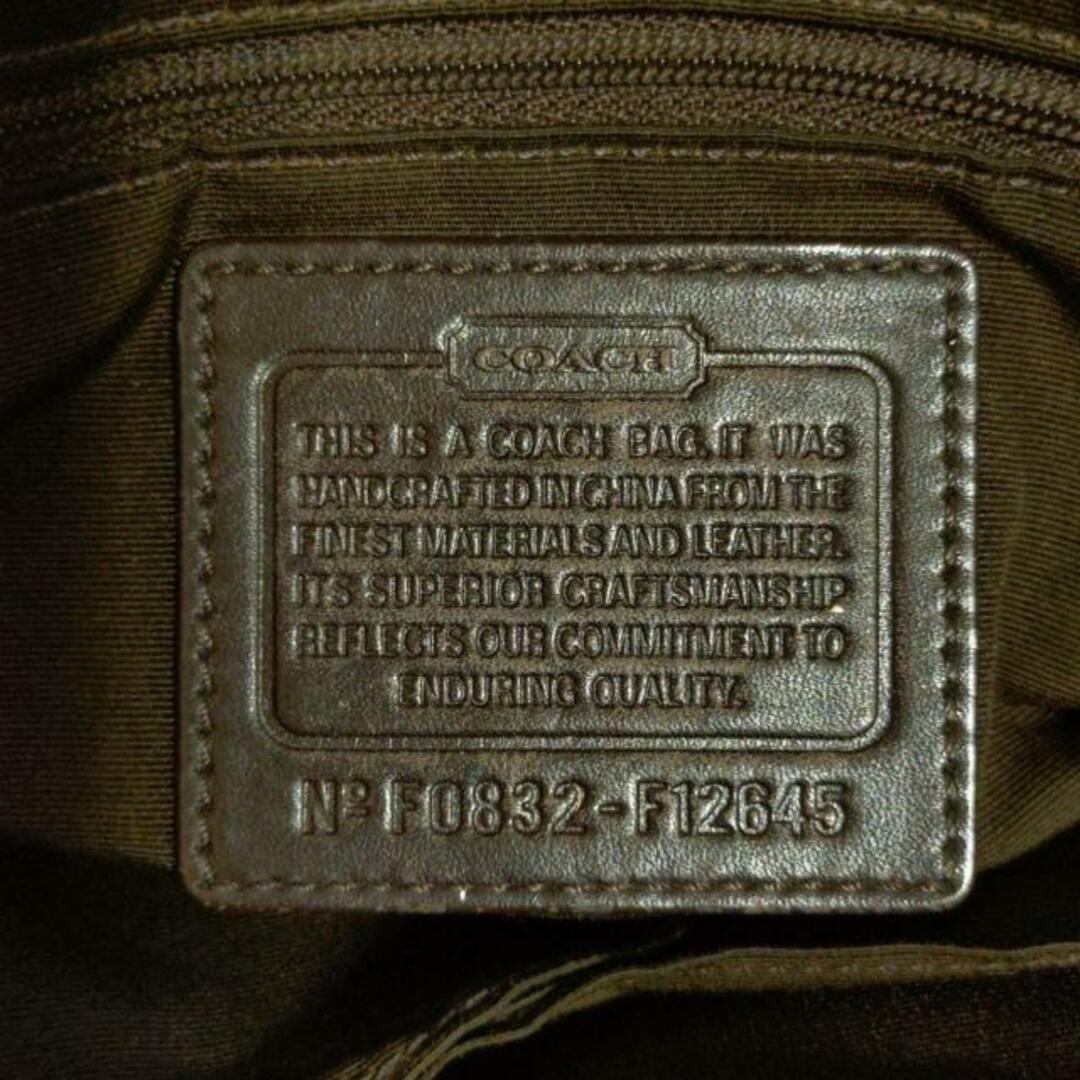 COACH
THIS IS A COACH BAG. IT WAS
HANDCRAFTED IN CHINA FROM THE
FINEST MATERIALS AND LEATHER.
ITS SUPERIOR CRAFTSMANSHIP
REFLECTS OUR COMMITMENT TO
ENDURING QUALITY.
Nº F0832-F12645